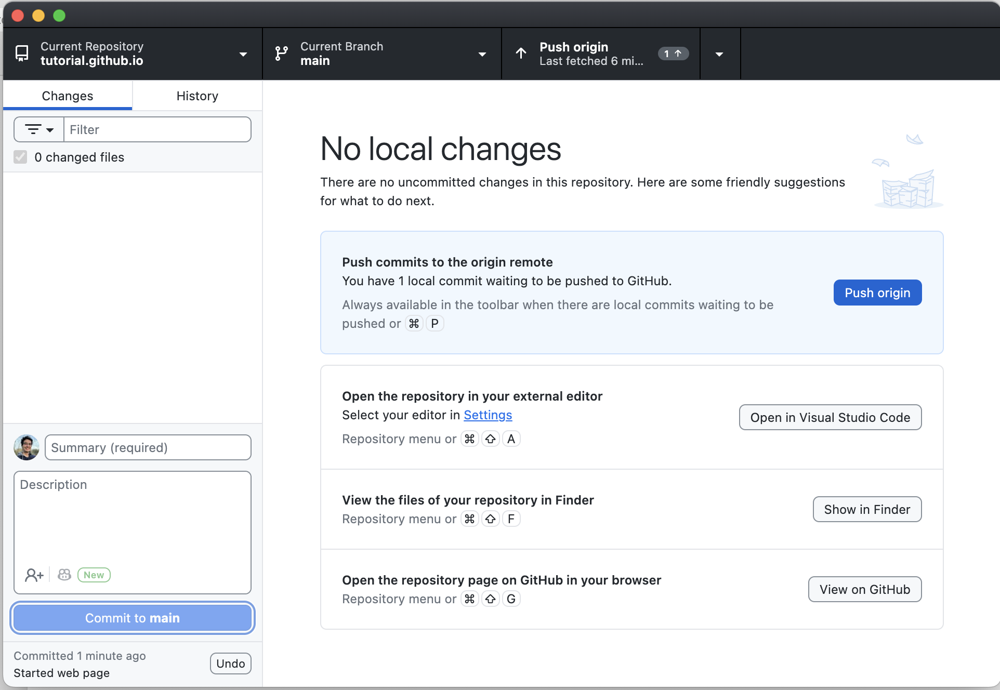 Current Repository
tutorial.github.io
Current Branch
main
Push origin
Last fetched 6 mi...
1 ↑
Changes
History
Filter
0 changed files
No local changes
There are no uncommitted changes in this repository. Here are some friendly suggestions
for what to do next.
Push commits to the origin remote
You have 1 local commit waiting to be pushed to GitHub.
Always available in the toolbar when there are local commits waiting to be
pushed or ⌘ P
Push origin
Open the repository in your external editor
Select your editor in Settings
Repository menu or ⌘ ⇧ A
Open in Visual Studio Code
View the files of your repository in Finder
Repository menu or ⌘ ⇧ F
Show in Finder
Open the repository page on GitHub in your browser
Repository menu or ⌘ ⇧ G
View on GitHub
Summary (required)
Description
New
Commit to main
Committed 1 minute ago
Started web page
Undo